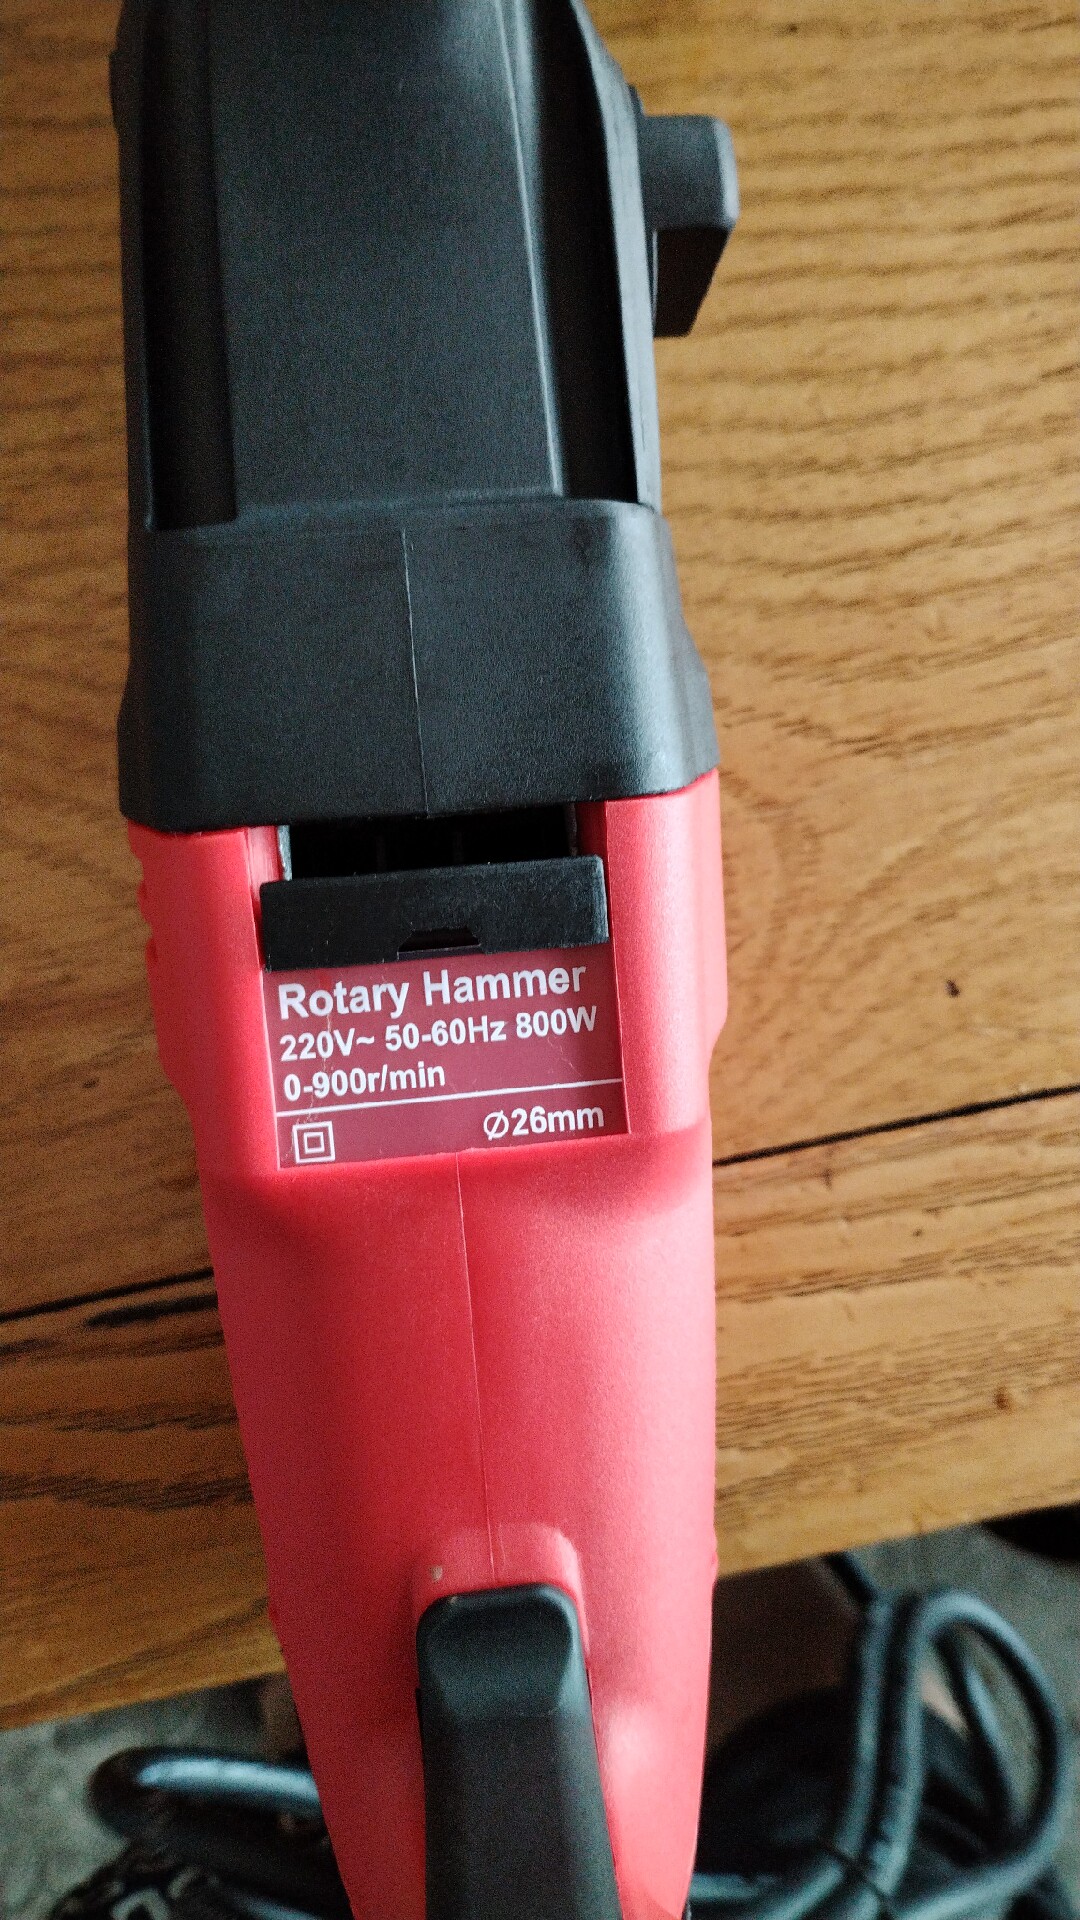 Rotary Hammer
220V~ 50-60Hz 800W
0-900r/min
Ø26mm